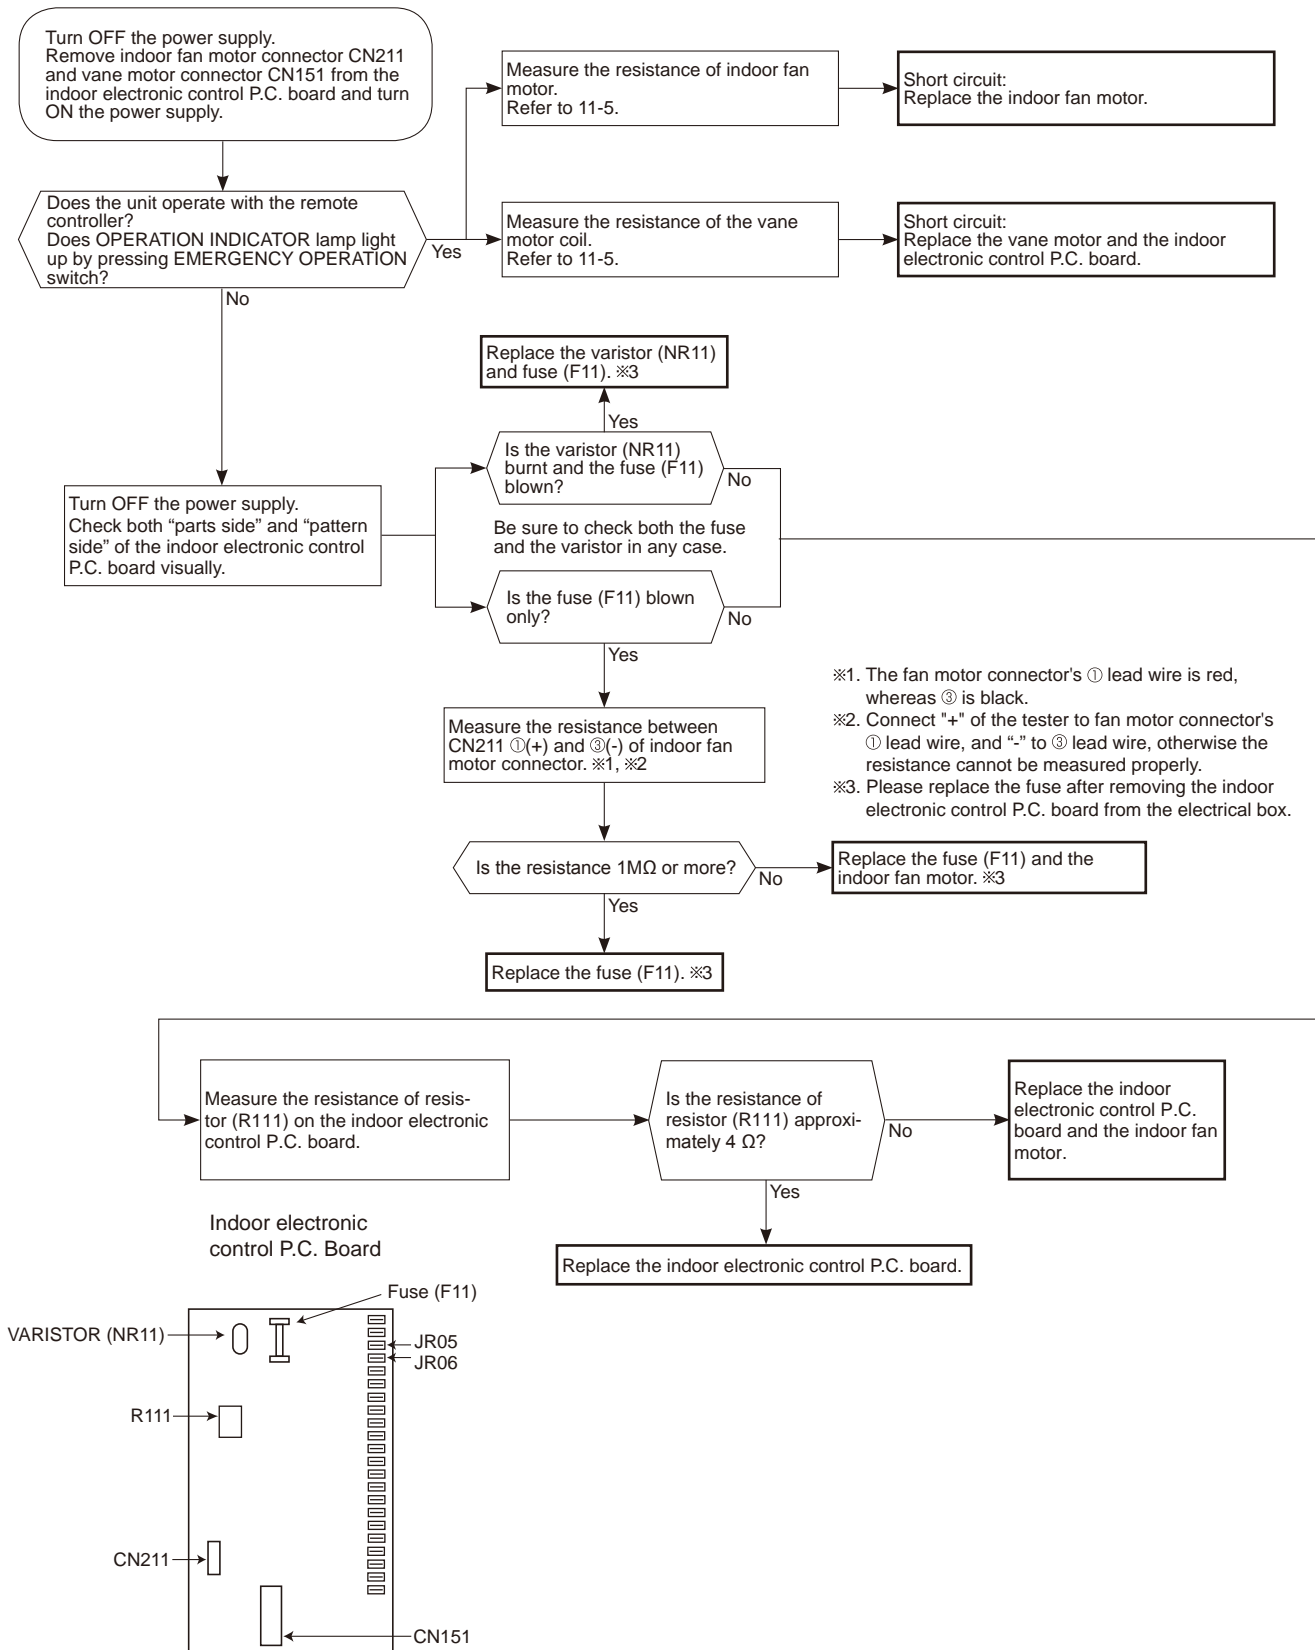 Turn OFF the power supply.
Remove indoor fan motor connector CN211
and vane motor connector CN151 from the
indoor electronic control P.C. board and turn
ON the power supply.
Measure the resistance of indoor fan
motor.
Refer to 11-5.
Short circuit:
Replace the indoor fan motor.
Does the unit operate with the remote
controller?
Does OPERATION INDICATOR lamp light
up by pressing EMERGENCY OPERATION
switch?
Yes
Measure the resistance of the vane
motor coil.
Refer to 11-5.
Short circuit:
Replace the vane motor and the indoor
electronic control P.C. board.
No
Replace the varistor (NR11)
and fuse (F11). ※3
Yes
Is the varistor (NR11)
burnt and the fuse (F11)
blown?
No
Turn OFF the power supply.
Check both “parts side” and “pattern
side” of the indoor electronic control
P.C. board visually.
Be sure to check both the fuse
and the varistor in any case.
Is the fuse (F11) blown
only?
No
Yes
※1. The fan motor connector's ① lead wire is red,
whereas ③ is black.
※2. Connect "+" of the tester to fan motor connector's
① lead wire, and “-” to ③ lead wire, otherwise the
resistance cannot be measured properly.
※3. Please replace the fuse after removing the indoor
electronic control P.C. board from the electrical box.
Measure the resistance between
CN211 ①(+) and ③(-) of indoor fan
motor connector. ※1, ※2
Is the resistance 1MΩ or more?
No
Replace the fuse (F11) and the
indoor fan motor. ※3
Yes
Replace the fuse (F11). ※3
Measure the resistance of resis-
tor (R111) on the indoor electronic
control P.C. board.
Is the resistance of
resistor (R111) approxi-
mately 4 Ω?
No
Replace the indoor
electronic control P.C.
board and the indoor fan
motor.
Yes
Replace the indoor electronic control P.C. board.
Indoor electronic
control P.C. Board
Fuse (F11)
VARISTOR (NR11)
JR05
JR06
R111
CN211
CN151